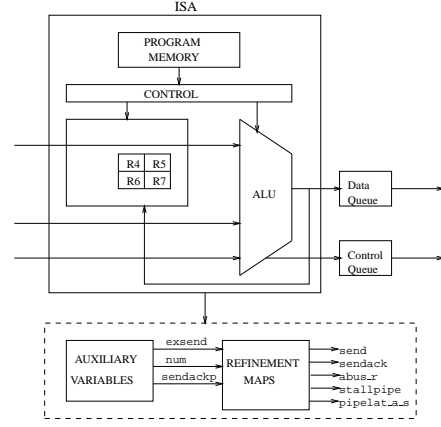 ISA
PROGRAM
MEMORY
CONTROL
R4 R5
R6 R7
ALU
Data
Queue
Control
Queue
AUXILIARY
VARIABLES
exsend
num
sendackp
REFINEMENT
MAPS
send
sendack
abus_r
stallpipe
pipelat_a_s